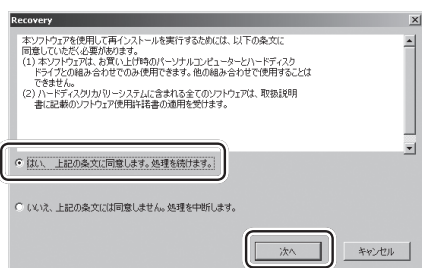 Recovery
本ソフトウェアを使用して再インストールを実行するためには、以下の条文に
同意していただく必要があります。
(1) 本ソフトウェアは、お買い上げ時のパーソナルコンピューターとハードディスク
ドライブとの組み合わせでのみ使用できます。他の組み合わせで使用することは
できません。
(2) ハードディスクリカバリーシステムに含まれる全てのソフトウェアは、取扱説明
書に記載のソフトウェア使用許諾書の適用を受けます。
はい、 上記の条文に同意します。処理を続けます。
いいえ、上記の条文には同意しません。処理を中断します。
次へ
キャンセル